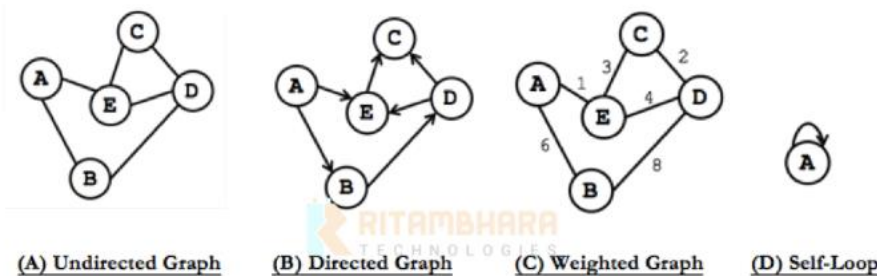 C
A
E
D
B
C
A
E
D
B
C
A
E
D
B
3
2
1
4
6
8
A
RITAMBHARA
TECHNOLOGIES
(A) Undirected Graph
(B) Directed Graph
(C) Weighted Graph
(D) Self-Loop